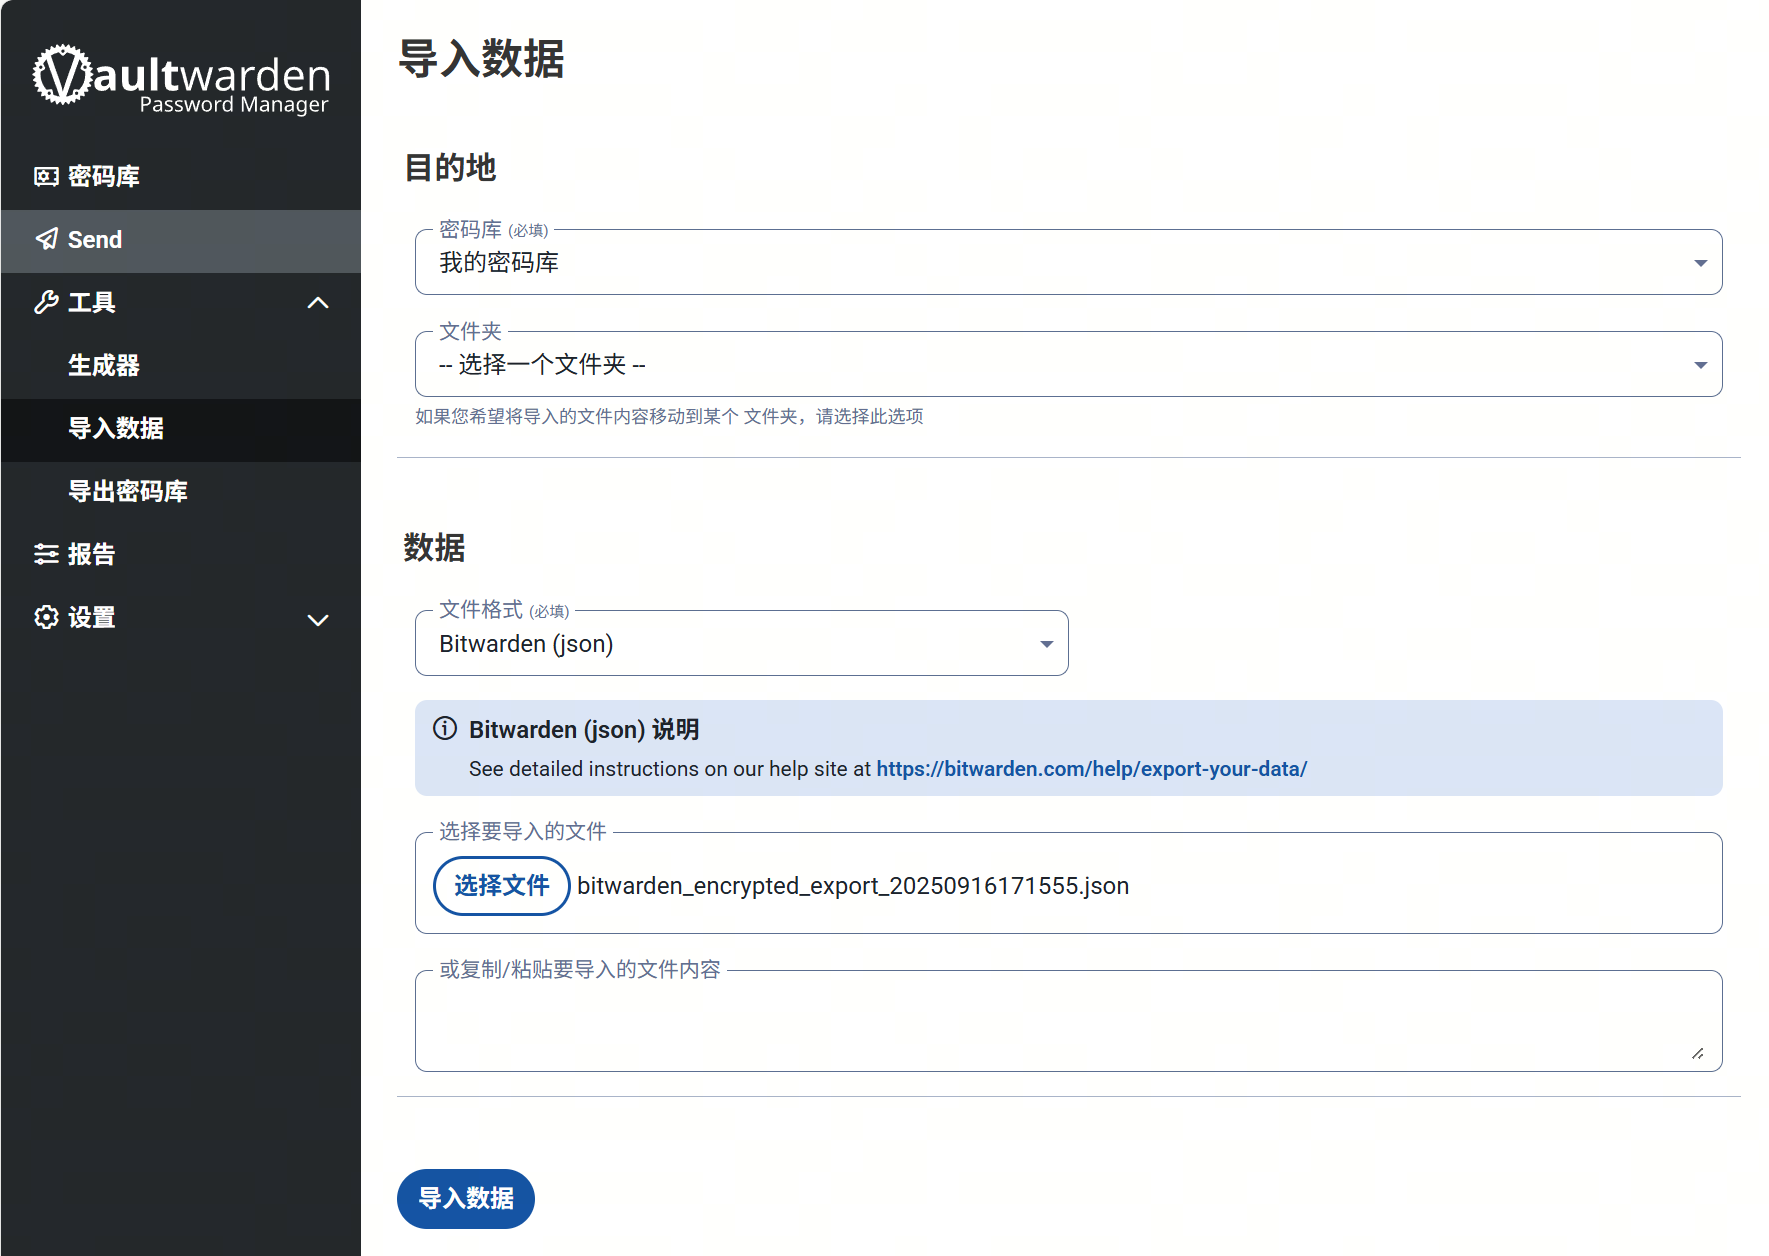 Vaultwarden
Password Manager
密码库
Send
工具
生成器
导入数据
导出密码库
报告
设置
导入数据
目的地
密码库 (必填)
我的密码库
文件夹
-- 选择一个文件夹 --
如果您希望将导入的文件内容移动到某个 文件夹，请选择此选项
数据
文件格式 (必填)
Bitwarden (json)
Bitwarden (json) 说明
See detailed instructions on our help site at https://bitwarden.com/help/export-your-data/
选择要导入的文件
选择文件 bitwarden_encrypted_export_20250916171555.json
或复制/粘贴要导入的文件内容
导入数据